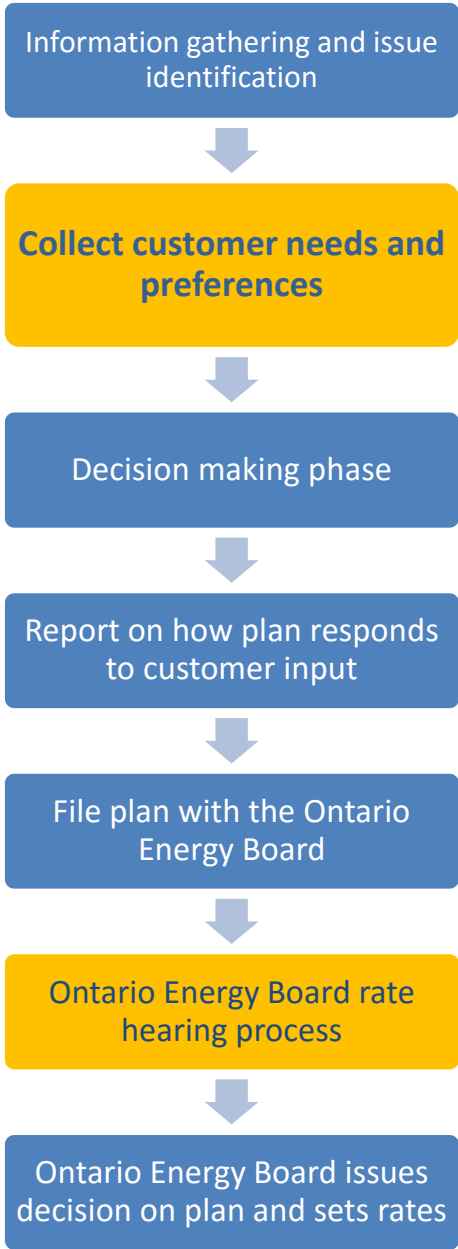 Information gathering and issue
identification
Collect customer needs and
preferences
Decision making phase
Report on how plan responds
to customer input
File plan with the Ontario
Energy Board
Ontario Energy Board rate
hearing process
Ontario Energy Board issues
decision on plan and sets rates